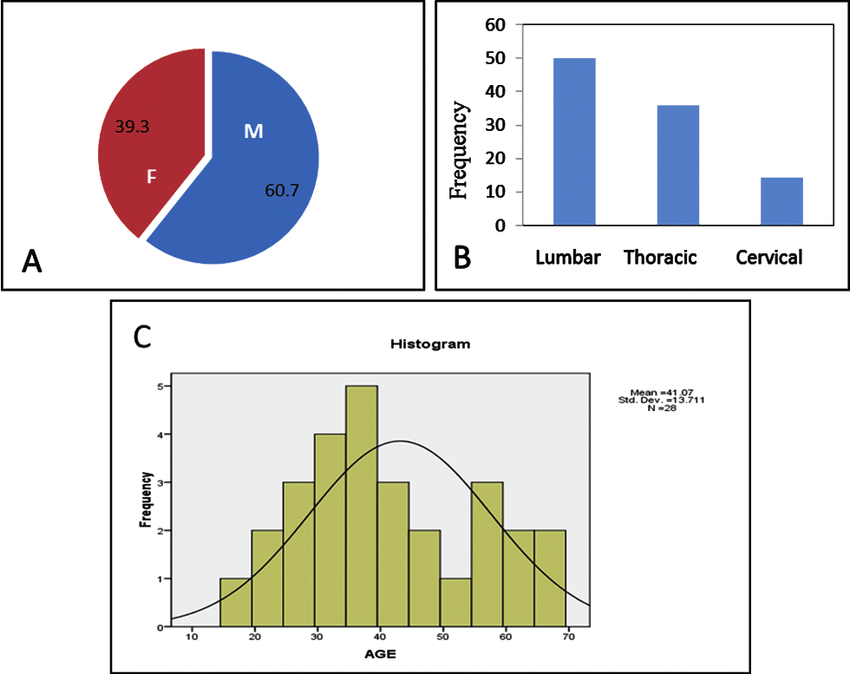 39.3
M
F
60.7
A
60
50
40
30
20
10
0
Frequency
Lumbar Thoracic Cervical
B
C
Histogram
Mean =41.07
Std. Dev. =13.711
N =28
5
4
3
2
1
0
Frequency
10 20 30 40 50 60 70
AGE